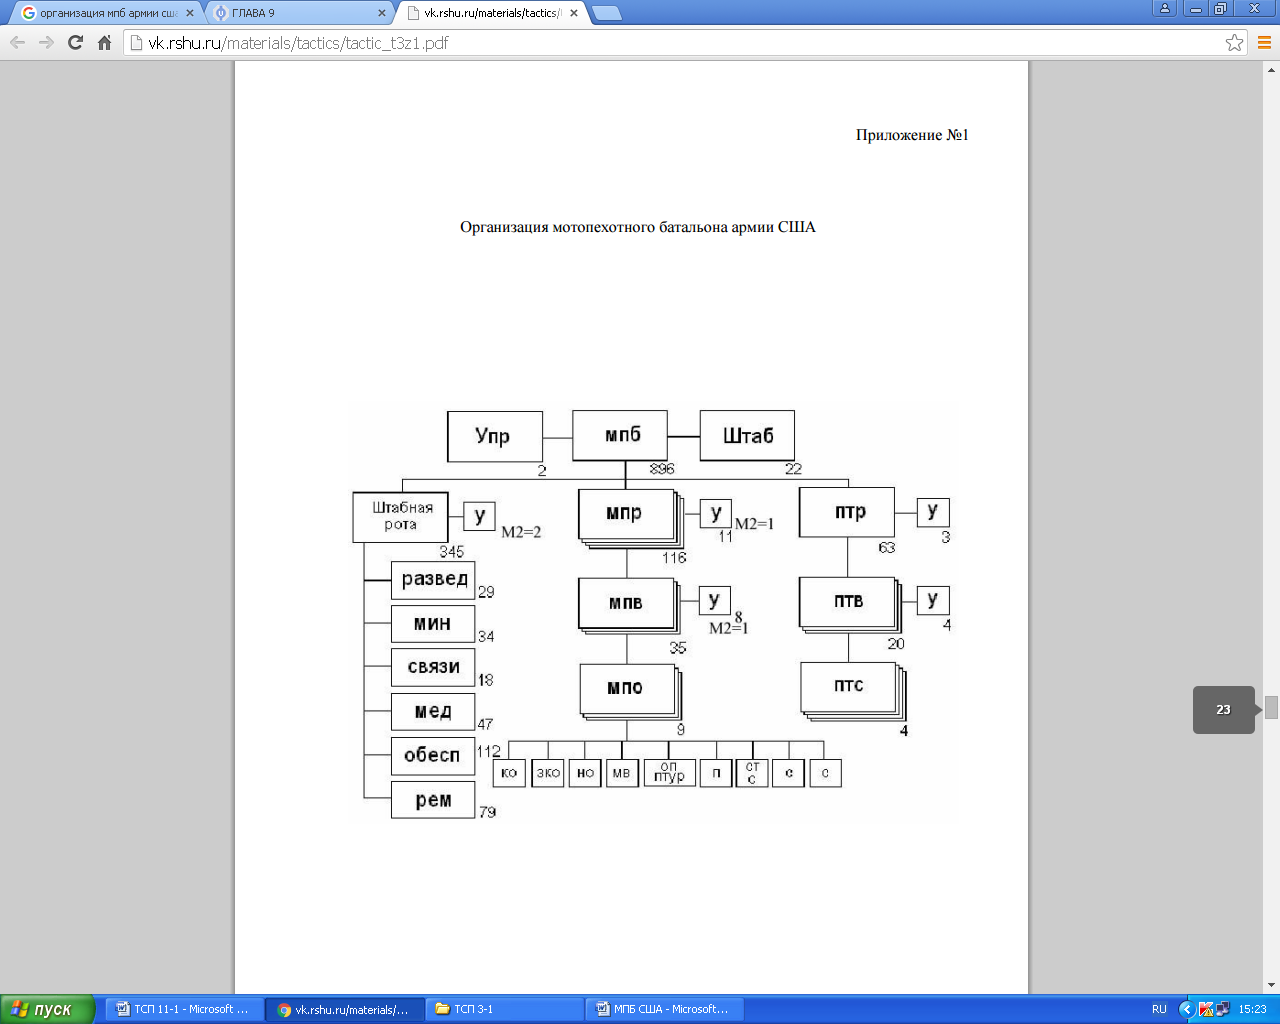 организация мпб армии сша
ГЛАВА 9
vk.rshu.ru/materials/tactics/t
vk.rshu.ru/materials/tactics/tactic_t3z1.pdf
Приложение №1
Организация мотопехотного батальона армии США
Упр
мпб
Штаб
2
896
22
Штабная
рота
У
М2=2
345
мпр
У
М2=1
11
116
птр
У
3
63
развед
29
мин
34
связи
18
мед
47
обесп
112
рем
79
мпв
У
8
М2=1
35
птв
У
4
20
мпо
9
птс
4
ко
зко
но
мв
оп
птур
п
ст
с
с
с
23
пуск
ТСП 11-1 - Microsoft ...
vk.rshu.ru/materials/...
ТСП 3-1
МПБ США - Microsoft...
RU
15:23